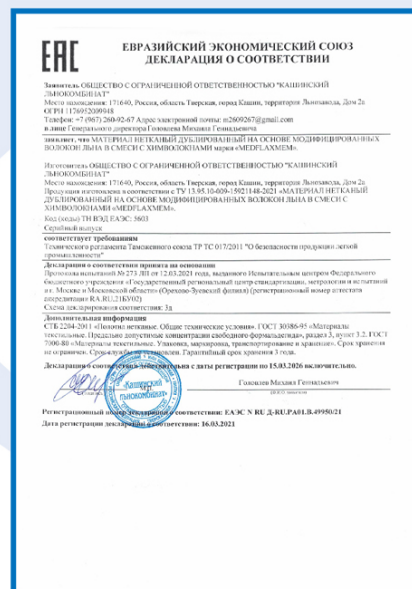 ЕАС
ЕВРАЗИЙСКИЙ ЭКОНОМИЧЕСКИЙ СОЮЗ
ДЕКЛАРАЦИЯ О СООТВЕТСТВИИ
Заявитель ОБЩЕСТВО С ОГРАНИЧЕННОЙ ОТВЕТСТВЕННОСТЬЮ "КАШИНСКИЙ
ЛЬНОКОМБИНАТ"
Место нахождения: 171640, Россия, область Тверская, город Кашин, территория Льнозавода, Дом 2а
ОГРН 1176952009948
Телефон: +7 (967) 260-92-67 Адрес электронной почты: m2609267@gmail.com
в лице Генерального директора Головлева Михаила Геннадьевича
заявляет, что МАТЕРИАЛ НЕТКАНЫЙ ДУБЛИРОВАННЫЙ НА ОСНОВЕ МОДИФИЦИРОВАННЫХ
ВОЛОКОН ЛЬНА В СМЕСИ С ХИМВОЛОКНАМИ марки «MEDFLAXMEM».
Изготовитель ОБЩЕСТВО С ОГРАНИЧЕННОЙ ОТВЕТСТВЕННОСТЬЮ "КАШИНСКИЙ
ЛЬНОКОМБИНАТ"
Место нахождения: 171640, Россия, область Тверская, город Кашин, территория Льнозавода, Дом 2а
Продукция изготовлена в соответствии с ТУ 13.95.10-009-15921148-2021 «МАТЕРИАЛ НЕТКАНЫЙ
ДУБЛИРОВАННЫЙ НА ОСНОВЕ МОДИФИЦИРОВАННЫХ ВОЛОКОН ЛЬНА В СМЕСИ С
ХИМВОЛОКНАМИ «MEDFLAXMEM».
Код (коды) ТН ВЭД ЕАЭС: 5603
Серийный выпуск
соответствует требованиям
Технического регламента Таможенного союза ТР ТС 017/2011 "О безопасности продукции легкой
промышленности"
Декларация о соответствии принята на основании
Протокола испытаний № 273 ЛП от 12.03.2021 года, выданного Испытательным центром Федерального
бюджетного учреждения «Государственный региональный центр стандартизации, метрологии и испытаний
в г. Москве и Московской области» (Орехово-Зуевский филиал) (регистрационный номер аттестата
аккредитации RA.RU.21БУ02)
Схема декларирования соответствия: 3д
Дополнительная информация
СТБ 2204-2011 «Полотна нетканые. Общие технические условия». ГОСТ 30386-95 «Материалы
текстильные. Предельно допустимые концентрации свободного формальдегида», раздел 3, пункт 3.2. ГОСТ
7000-80 «Материалы текстильные. Упаковка, маркировка, транспортирование и хранение». Срок хранения
не ограничен. Срок службы не установлен. Гарантийный срок хранения 3 года.
Декларация о соответствии действительна с даты регистрации по 15.03.2026 включительно.
Головлев Михаил Геннадьевич
"КАШИНСКИЙ
ЛЬНОКОМБИНАТ"
Регистрационный номер декларации о соответствии: ЕАЭС N RU Д-RU.РА01.В.49950/21
Дата регистрации декларации о соответствии: 16.03.2021